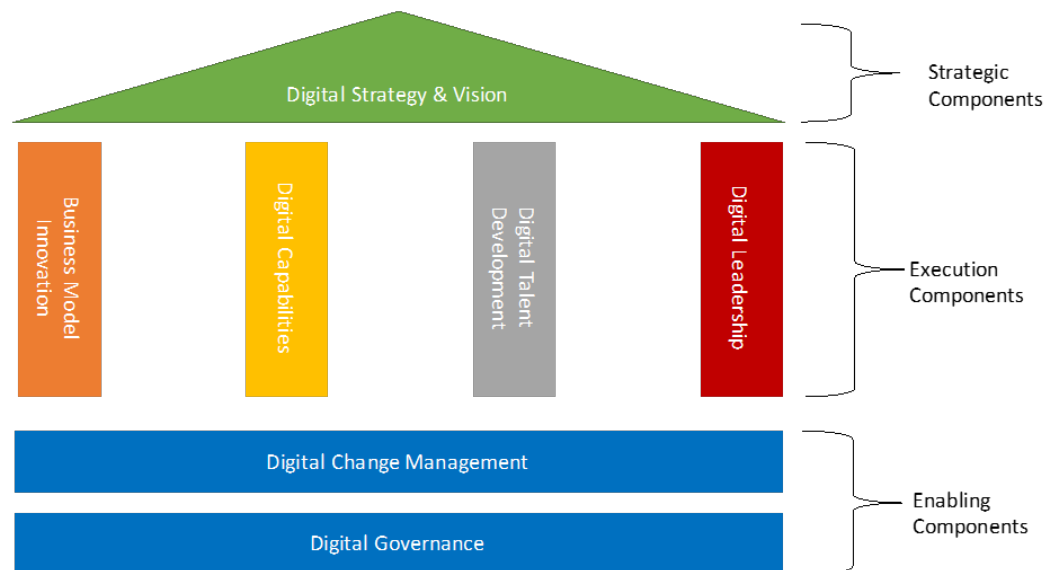 Digital Strategy & Vision
Strategic
Components
Business Model
Innovation
Digital Capabilities
Digital Talent
Development
Digital Leadership
Execution
Components
Digital Change Management
Digital Governance
Enabling
Components